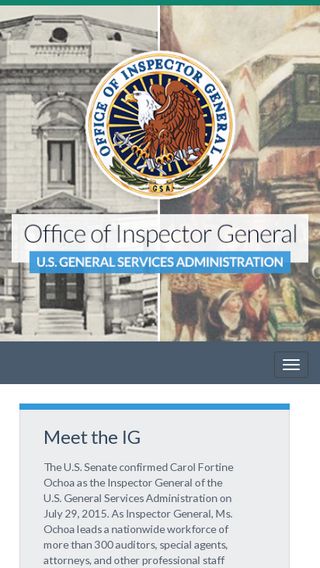 OFFICE OF INSPECTOR GENERAL
GSA
Office of Inspector General
U.S. GENERAL SERVICES ADMINISTRATION
Meet the IG
The U.S. Senate confirmed Carol Fortine
Ochoa as the Inspector General of the
U.S. General Services Administration on
July 29, 2015. As Inspector General, Ms.
Ochoa leads a nationwide workforce of
more than 300 auditors, special agents,
attorneys, and other professional staff